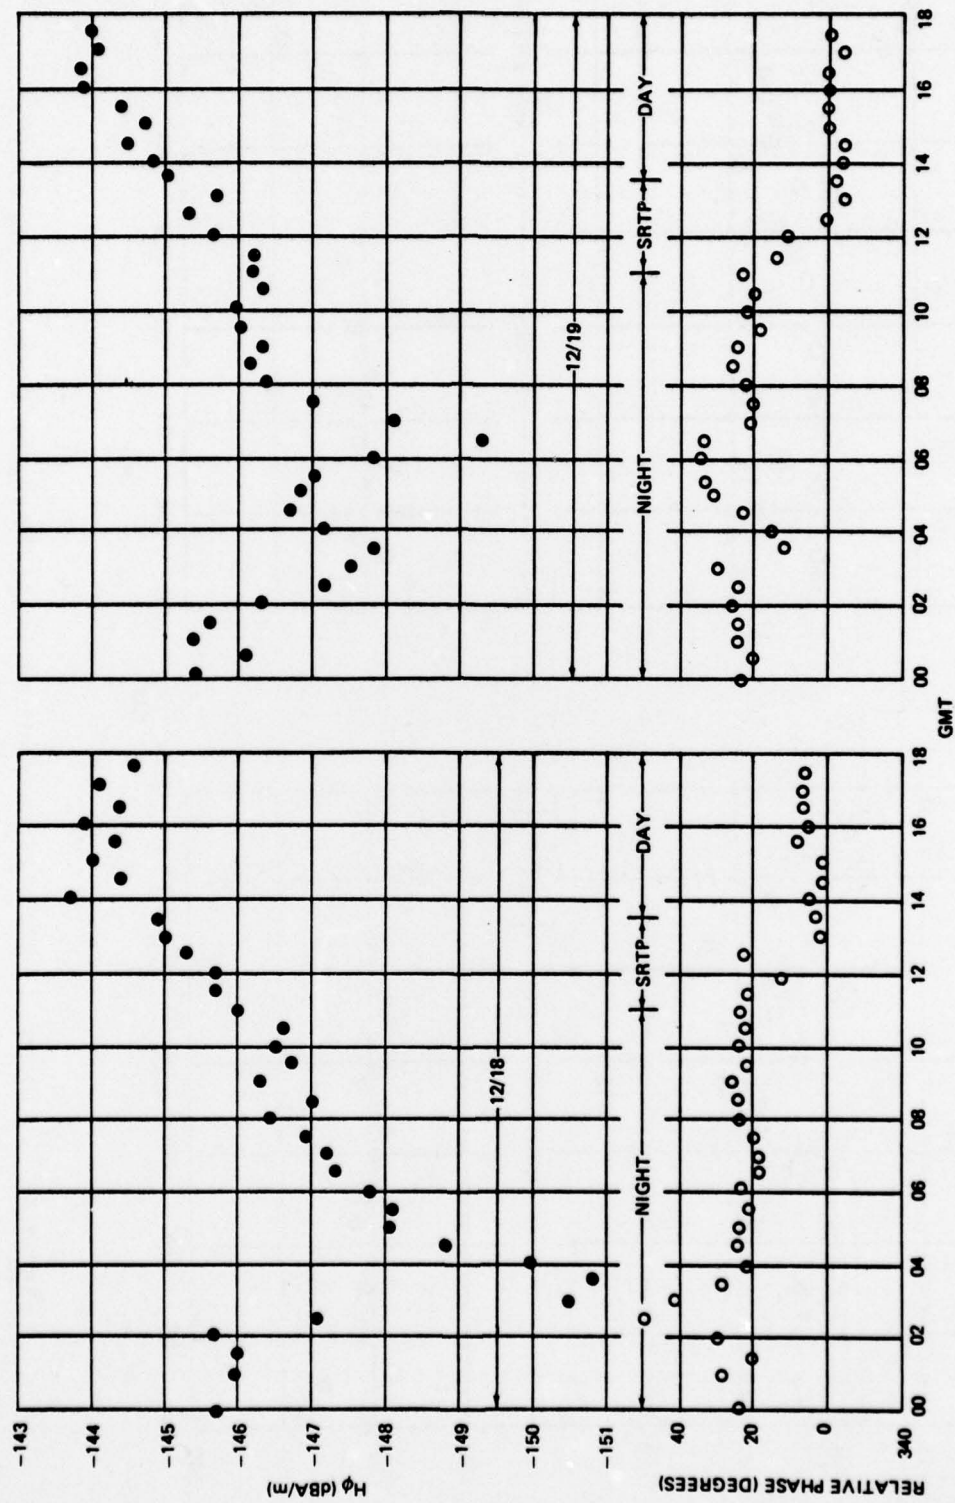 -143
-144
-145
-146
-147
-148
-149
-150
-151
Hφ (dBA/m)
12/18
12/19
NIGHT
SRTP
DAY
NIGHT
SRTP
DAY
40
20
0
340
RELATIVE PHASE (DEGREES)
00 02 04 06 08 10 12 14 16 18
00 02 04 06 08 10 12 14 16 18
GMT